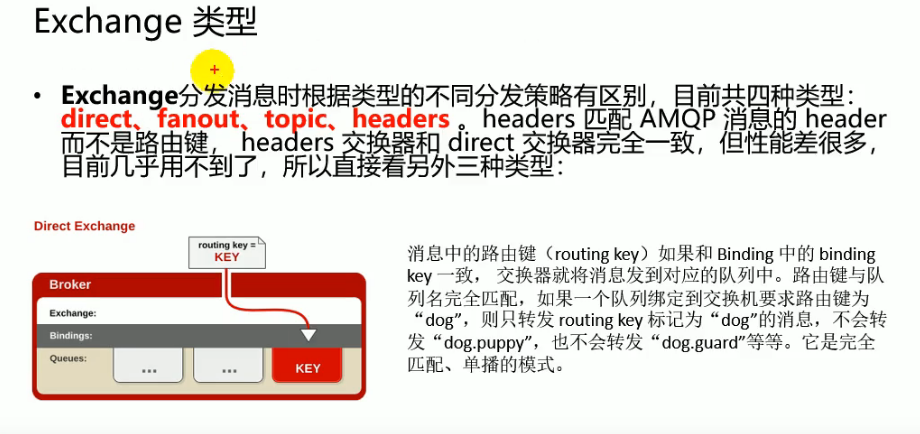 Exchange 类型
• Exchange分发消息时根据类型的不同分发策略有区别，目前共四种类型：
direct、fanout、topic、headers 。headers 匹配 AMQP 消息的 header
而不是路由键， headers 交换器和 direct 交换器完全一致，但性能差很多，
目前几乎用不到了，所以直接看另外三种类型：
Direct Exchange
routing key =
KEY
Broker
Exchange:
Bindings:
Queues:
... ... KEY
消息中的路由键（routing key）如果和 Binding 中的 binding
key 一致， 交换器就将消息发到对应的队列中。路由键与队
列名完全匹配，如果一个队列绑定到交换机要求路由键为
“dog”，则只转发 routing key 标记为“dog”的消息，不会转
发“dog.puppy”，也不会转发“dog.guard”等等。它是完全
匹配、单播的模式。